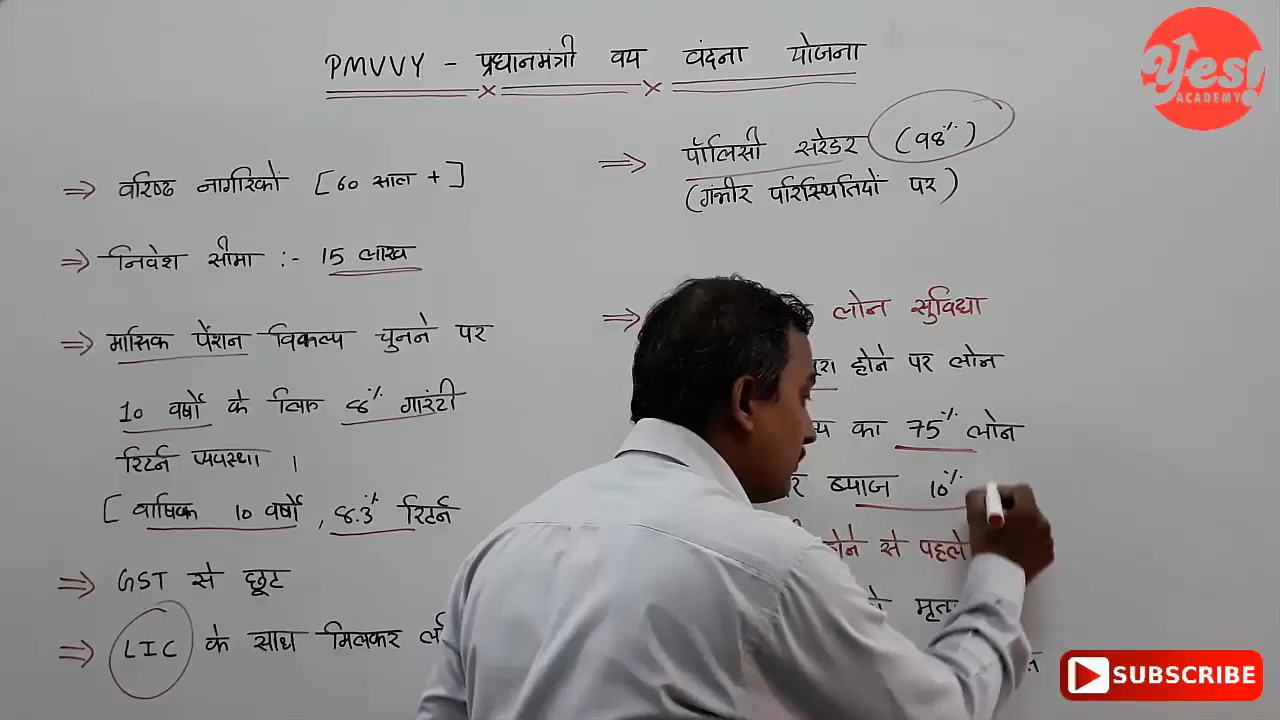 PMVVY - प्रधानमंत्री वय वंदना योजना
⇒ वरिष्ठ नागरिकों [60 साल +]
⇒ निवेश सीमा :- 15 लाख
⇒ मासिक पेंशन विकल्प चुनने पर
10 वर्षों के लिए 8% गारंटी
रिटर्न व्यवस्था ।
[ वार्षिक 10 वर्षों, 8.3% रिटर्न
⇒ GST से छूट
⇒ LIC के साथ मिलकर
⇒ पॉलिसी सरेंडर (98%)
(गंभीर परिस्थितियों पर)
⇒ लोन सुविधा
होने पर लोन
का 75% लोन
ब्याज 10%
होने से पहले
Yes!
ACADEMY
SUBSCRIBE